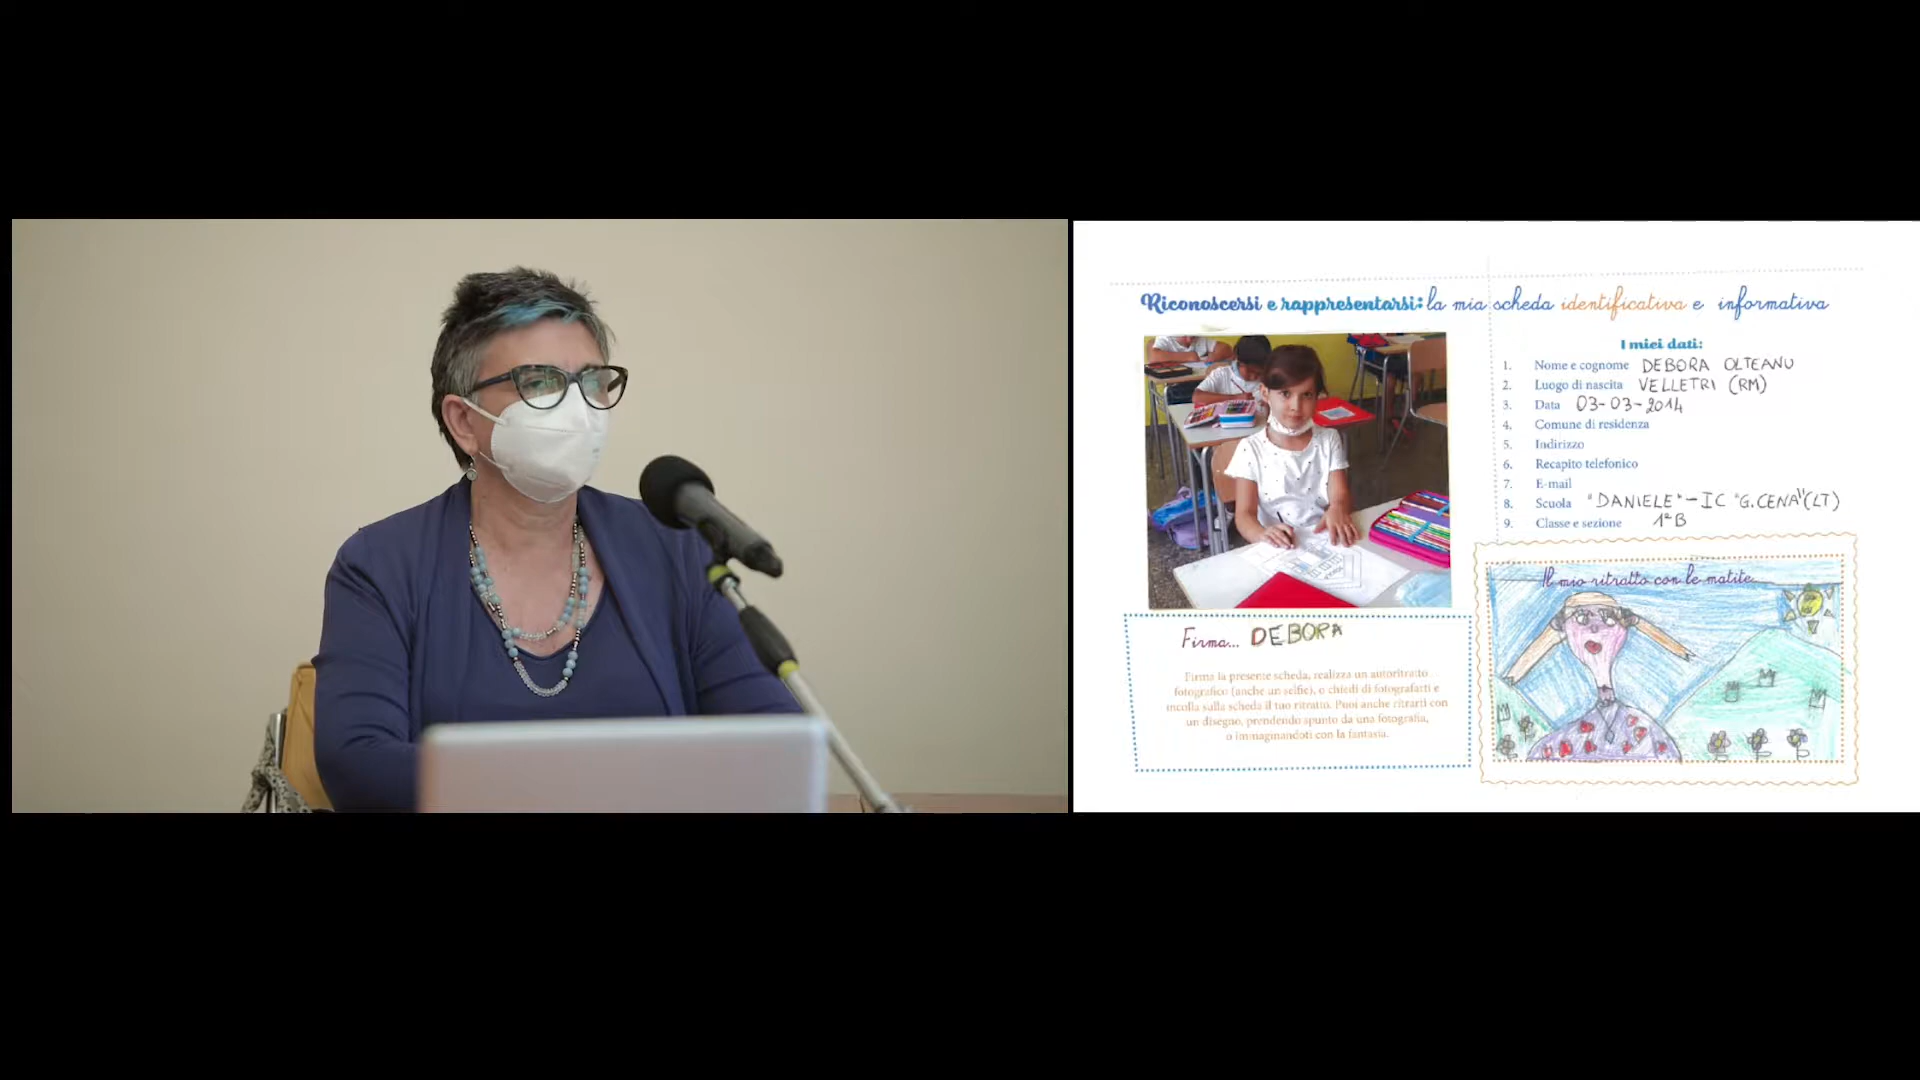 Riconoscersi e rappresentarsi: la mia scheda identificativa e informativa
I miei dati:
1. Nome e cognome DEBORA OLTEANU
2. Luogo di nascita VELLETRI (RM)
3. Data 03-03-2014
4. Comune di residenza
5. Indirizzo
6. Recapito telefonico
7. E-mail
8. Scuola "DANIELE" - IC "G. CENA" (LT)
9. Classe e sezione 1ª B
Firma... DEBORA
Firma la presente scheda, realizza un autoritratto
fotografico (anche un selfie), o chiedi di fotografarti e
incolla sulla scheda il tuo ritratto. Puoi anche ritrarti con
un disegno, prendendo spunto da una fotografia,
o immaginandoti con la fantasia.
Il mio ritratto con le matite